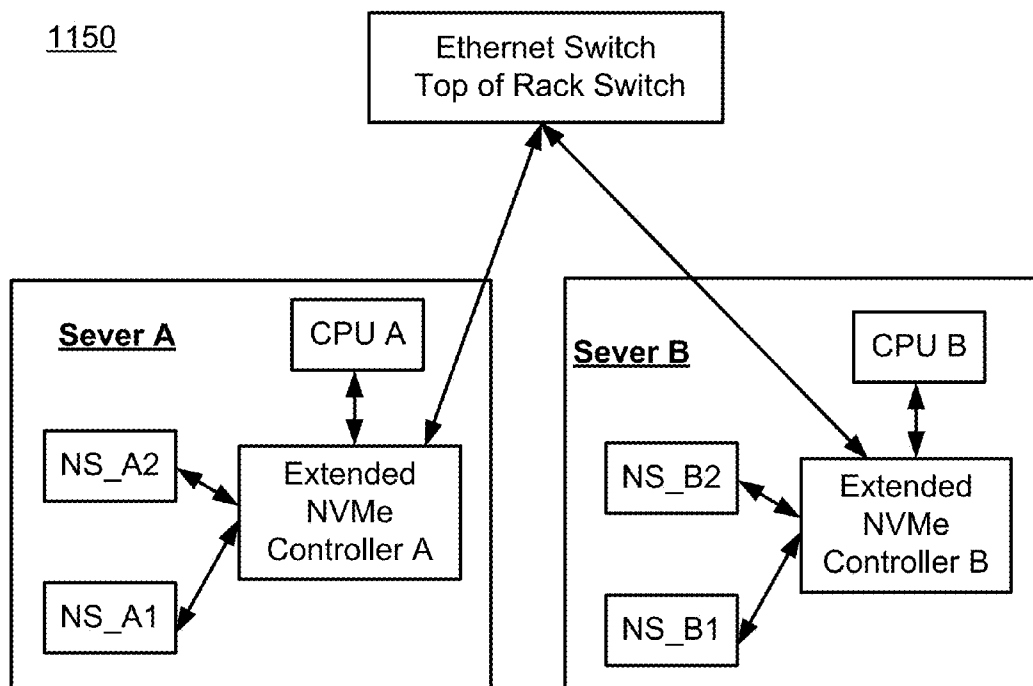 1150
Ethernet Switch
Top of Rack Switch
Sever A
CPU A
NS_A2
Extended
NVMe
Controller A
NS_A1
Sever B
CPU B
NS_B2
Extended
NVMe
Controller B
NS_B1